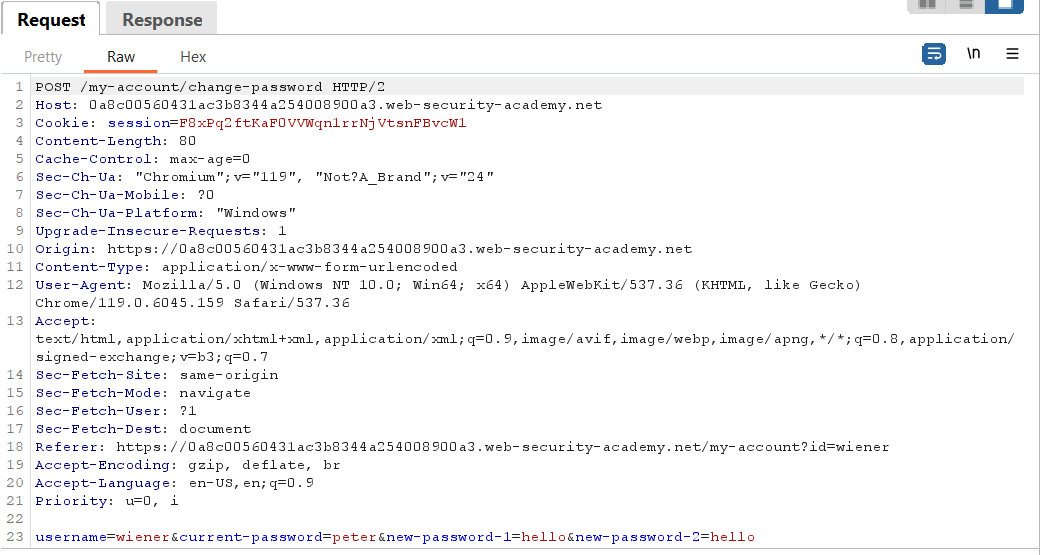 Request Response
Pretty Raw Hex \n
1 POST /my-account/change-password HTTP/2
2 Host: 0a8c00560431ac3b8344a254008900a3.web-security-academy.net
3 Cookie: session=F8xPq2ftKaF0VVWqn1rrNjVtsnFBvcW1
4 Content-Length: 80
5 Cache-Control: max-age=0
6 Sec-Ch-Ua: "Chromium";v="119", "Not?A_Brand";v="24"
7 Sec-Ch-Ua-Mobile: ?0
8 Sec-Ch-Ua-Platform: "Windows"
9 Upgrade-Insecure-Requests: 1
10 Origin: https://0a8c00560431ac3b8344a254008900a3.web-security-academy.net
11 Content-Type: application/x-www-form-urlencoded
12 User-Agent: Mozilla/5.0 (Windows NT 10.0; Win64; x64) AppleWebKit/537.36 (KHTML, like Gecko)
Chrome/119.0.6045.159 Safari/537.36
13 Accept:
text/html,application/xhtml+xml,application/xml;q=0.9,image/avif,image/webp,image/apng,*/*;q=0.8,application/
signed-exchange;v=b3;q=0.7
14 Sec-Fetch-Site: same-origin
15 Sec-Fetch-Mode: navigate
16 Sec-Fetch-User: ?1
17 Sec-Fetch-Dest: document
18 Referer: https://0a8c00560431ac3b8344a254008900a3.web-security-academy.net/my-account?id=wiener
19 Accept-Encoding: gzip, deflate, br
20 Accept-Language: en-US,en;q=0.9
21 Priority: u=0, i
22
23 username=wiener&current-password=peter&new-password-1=hello&new-password-2=hello